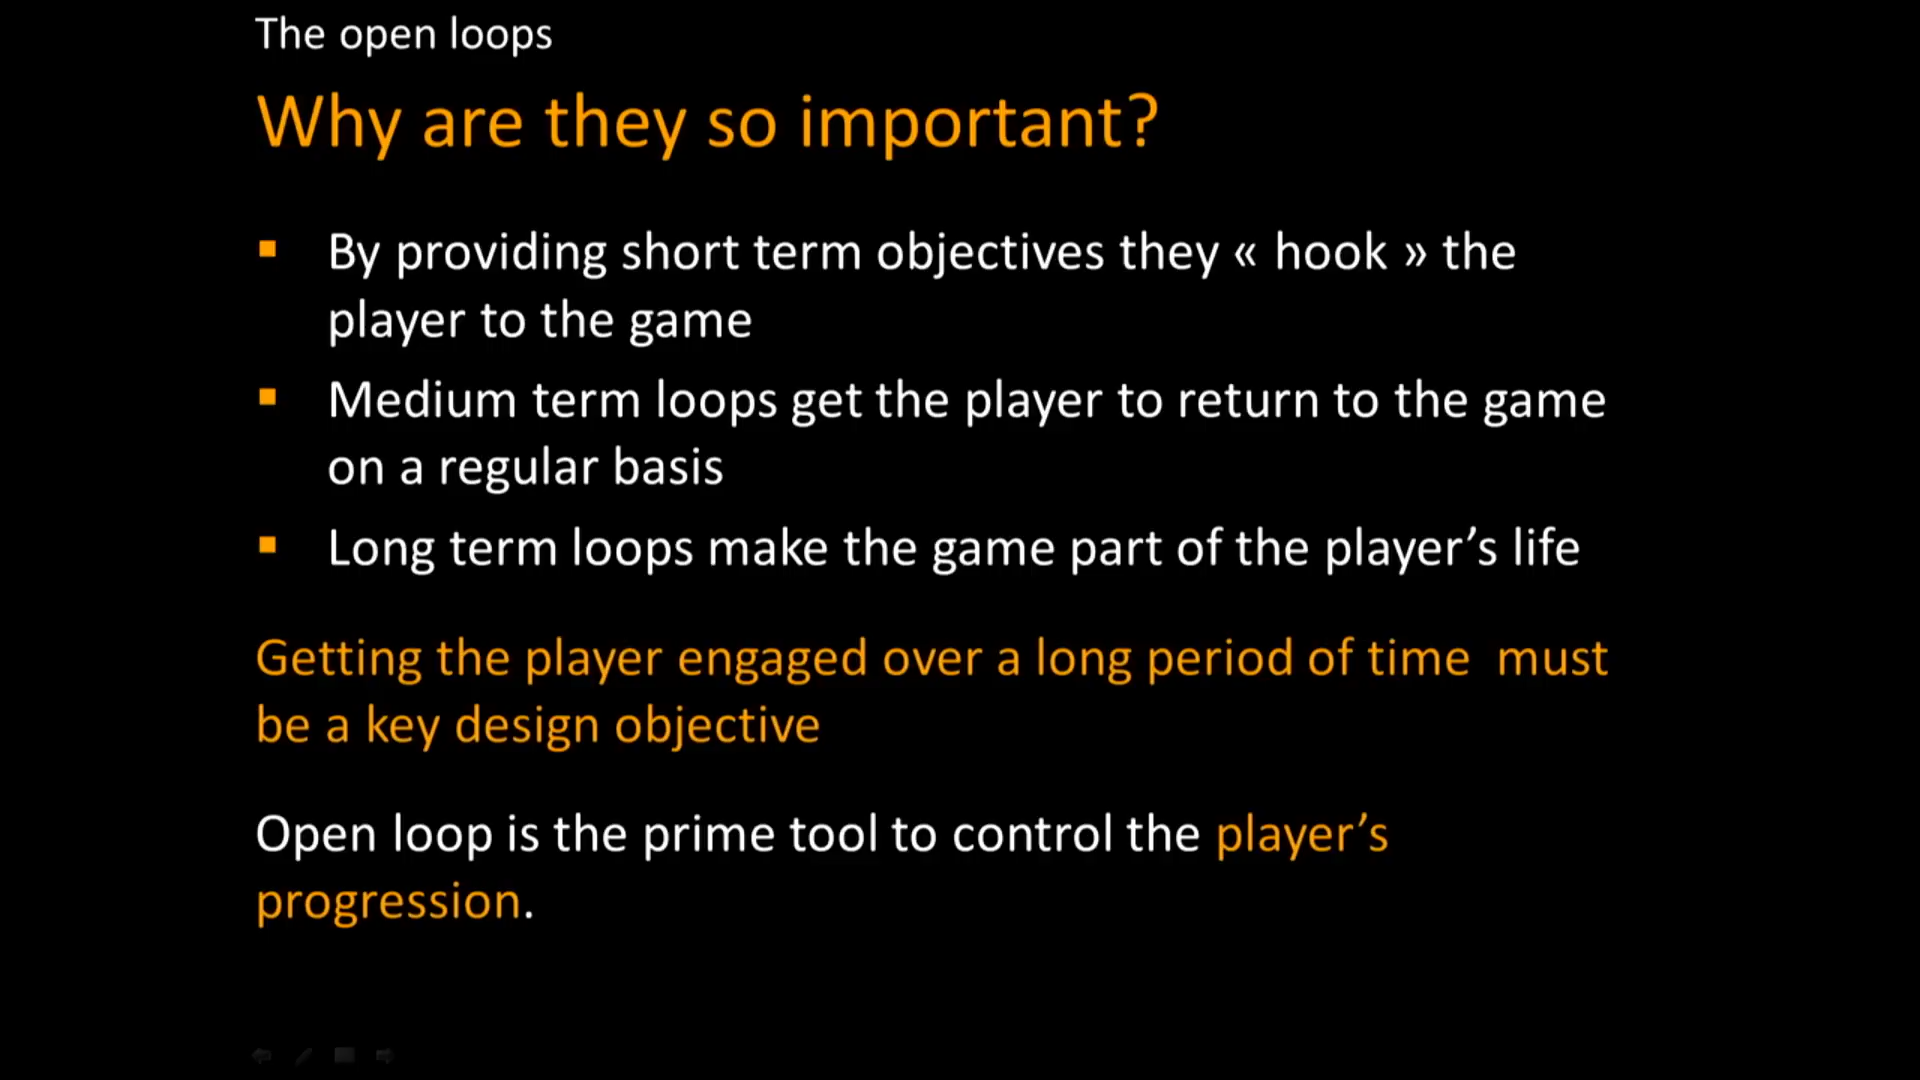 The open loops
Why are they so important?
▪ By providing short term objectives they « hook » the
player to the game
▪ Medium term loops get the player to return to the game
on a regular basis
▪ Long term loops make the game part of the player’s life
Getting the player engaged over a long period of time  must
be a key design objective
Open loop is the prime tool to control the player’s
progression.